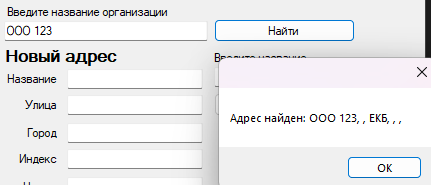 Введите название организации
ООО 123
Найти
Новый адрес
Название
Улица
Город
Индекс
Адрес найден: ООО 123, , ЕКБ, , ,
OK